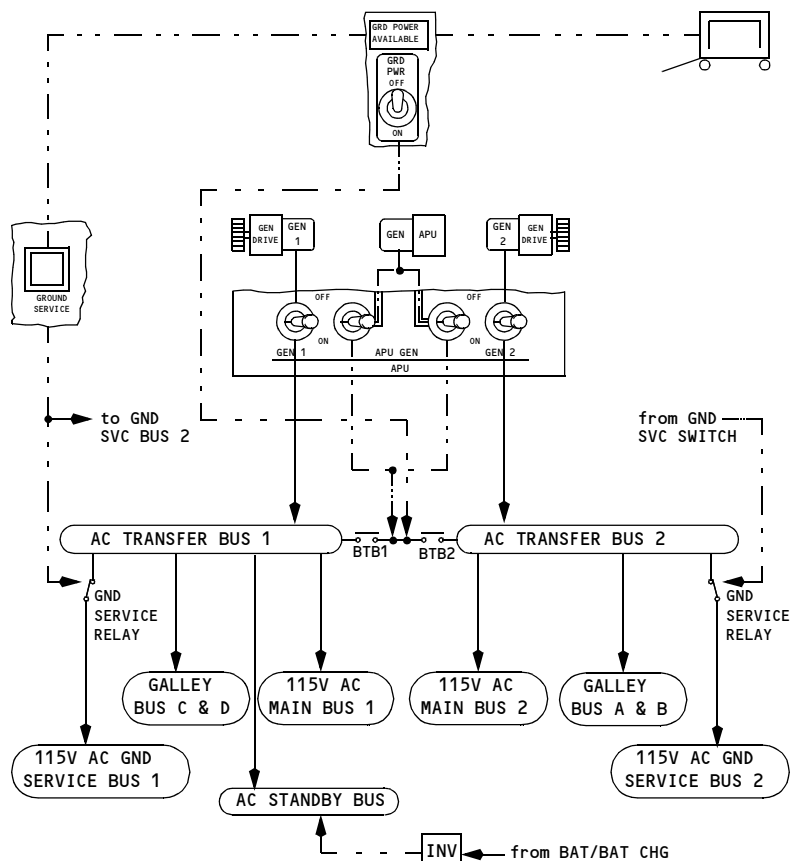 GRD POWER
AVAILABLE
GRD
PWR
OFF
ON
GEN
DRIVE
GEN
1
GEN
APU
GEN
2
GEN
DRIVE
GROUND
SERVICE
OFF
OFF
ON
ON
GEN 1
APU GEN
GEN 2
APU
to GND
SVC BUS 2
from GND
SVC SWITCH
AC TRANSFER BUS 1
BTB1
BTB2
AC TRANSFER BUS 2
GND
SERVICE
RELAY
GND
SERVICE
RELAY
GALLEY
BUS C & D
115V AC
MAIN BUS 1
115V AC
MAIN BUS 2
GALLEY
BUS A & B
115V AC GND
SERVICE BUS 1
115V AC GND
SERVICE BUS 2
AC STANDBY BUS
INV
from BAT/BAT CHG